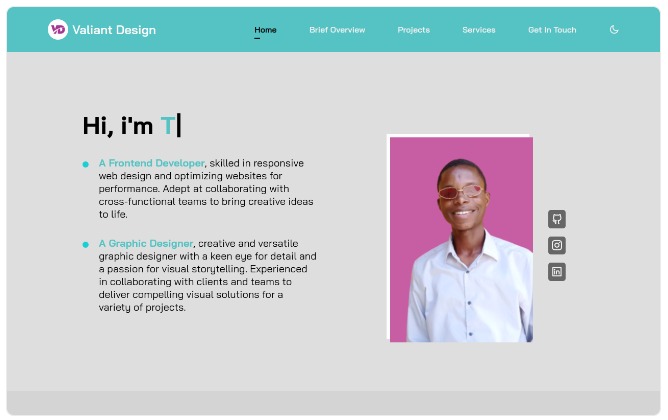 VD Valiant Design
Home
Brief Overview
Projects
Services
Get In Touch
Hi, i'm T
A Frontend Developer, skilled in responsive
web design and optimizing websites for
performance. Adept at collaborating with
cross-functional teams to bring creative ideas
to life.
A Graphic Designer, creative and versatile
graphic designer with a keen eye for detail and
a passion for visual storytelling. Experienced
in collaborating with clients and teams to
deliver compelling visual solutions for a
variety of projects.
in